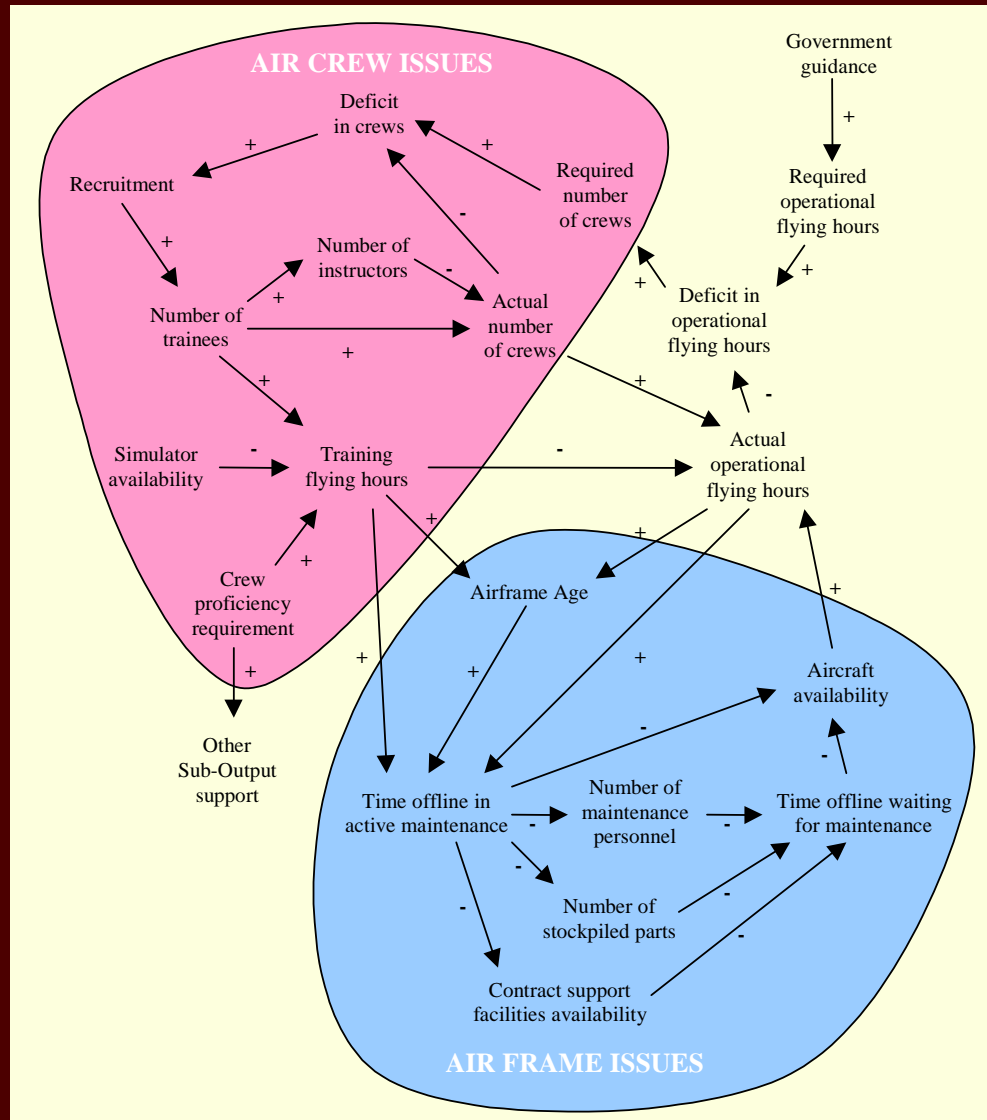 AIR CREW ISSUES
Government
guidance
+
Deficit
in crews
+
+
Recruitment
Required
number
of crews
Required
operational
flying hours
-
+
Number of
instructors
-
+
+
+
Number of
trainees
Actual
number
of crews
Deficit in
operational
flying hours
+
+
+
-
Simulator
availability
-
Training
flying hours
-
Actual
operational
flying hours
+
+
+
Crew
proficiency
requirement
Airframe Age
+
+
+
+
+
Aircraft
availability
Other
Sub-Output
support
-
-
Time offline in
active maintenance
-
Number of
maintenance
personnel
-
Time offline waiting
for maintenance
-
-
-
Number of
stockpiled parts
-
Contract support
facilities availability
AIR FRAME ISSUES